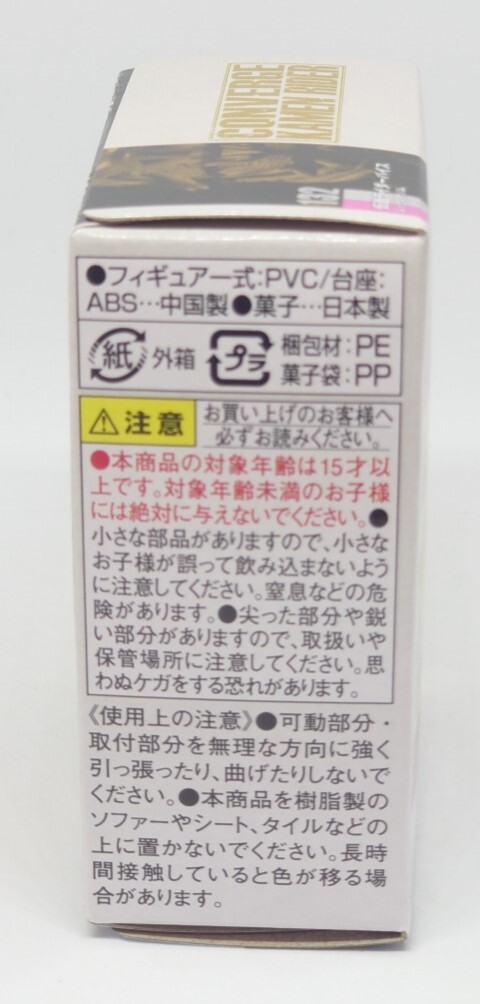 CONVERGE
KAMEN RIDER
132
仮面ライダーバイス
●フィギュア一式:PVC/台座:
ABS…中国製●菓子…日本製
紙 外箱 プラ 梱包材:PE
菓子袋:PP
⚠注意 お買い上げのお客様へ
必ずお読みください。
●本商品の対象年齢は15才以
上です。対象年齢未満のお子様
には絶対に与えないでください。●
小さな部品がありますので、小さな
お子様が誤って飲み込まないよう
に注意してください。窒息などの危
険があります。●尖った部分や鋭
い部分がありますので、取扱いや
保管場所に注意してください。思
わぬケガをする恐れがあります。
《使用上の注意》●可動部分・
取付部分を無理な方向に強く
引っ張ったり、曲げたりしないで
ください。●本商品を樹脂製の
ソファーやシート、タイルなどの
上に置かないでください。長時
間接触していると色が移る場
合があります。